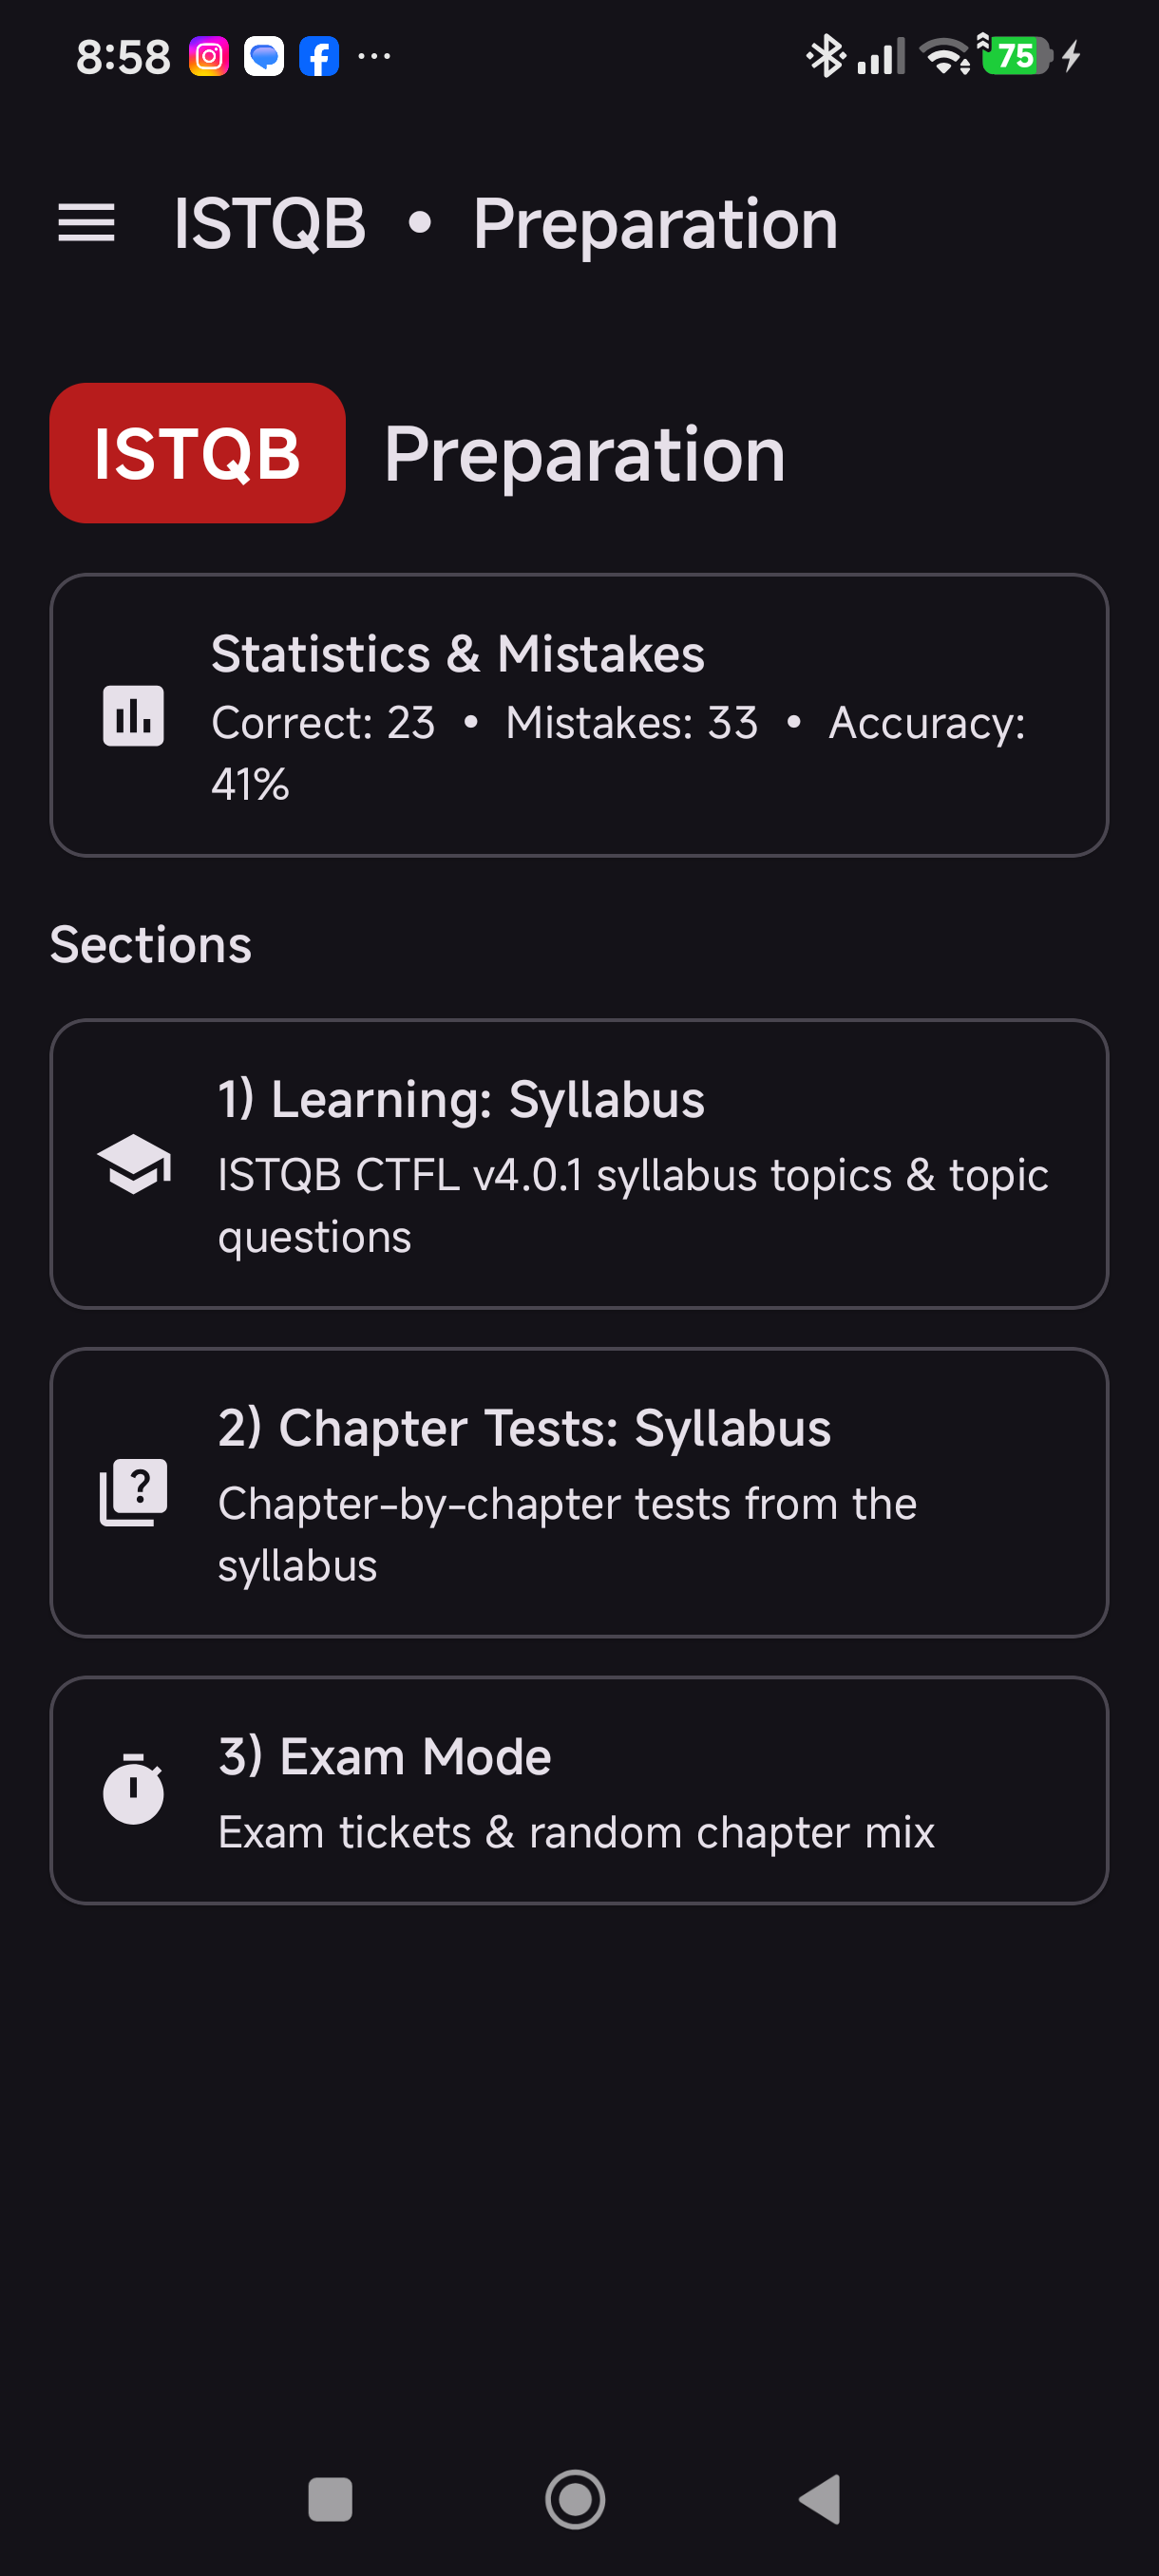 8:58 ... 75
ISTQB • Preparation
ISTQB Preparation
Statistics & Mistakes
Correct: 23 • Mistakes: 33 • Accuracy:
41%
Sections
1) Learning: Syllabus
ISTQB CTFL v4.0.1 syllabus topics & topic
questions
2) Chapter Tests: Syllabus
Chapter-by-chapter tests from the
syllabus
3) Exam Mode
Exam tickets & random chapter mix